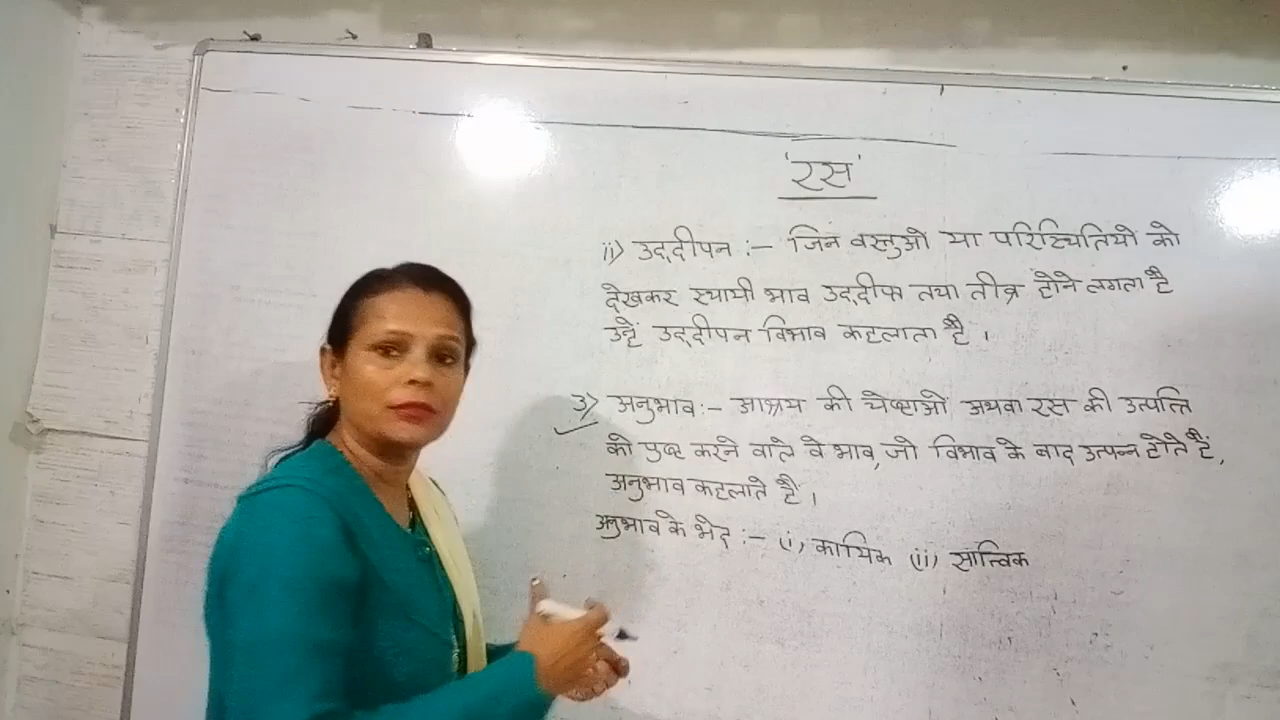 'रस'
ii) उद्दीपन :- जिन वस्तुओ या परिस्थितियो को
देखकर स्थायी भाव उद्दीप्त तथा तीव्र होने लगता है
उन्हें उद्दीपन विभाव कहलाता है ।
3) अनुभाव :- आश्रय की चेष्टाओं अथवा रस की उत्पत्ति
को पुष्ट करने वाले वे भाव, जो विभाव के बाद उत्पन्न होते हैं,
अनुभाव कहलाते हैं ।
अनुभाव के भेद :- (i) कायिक (ii) सात्त्विक